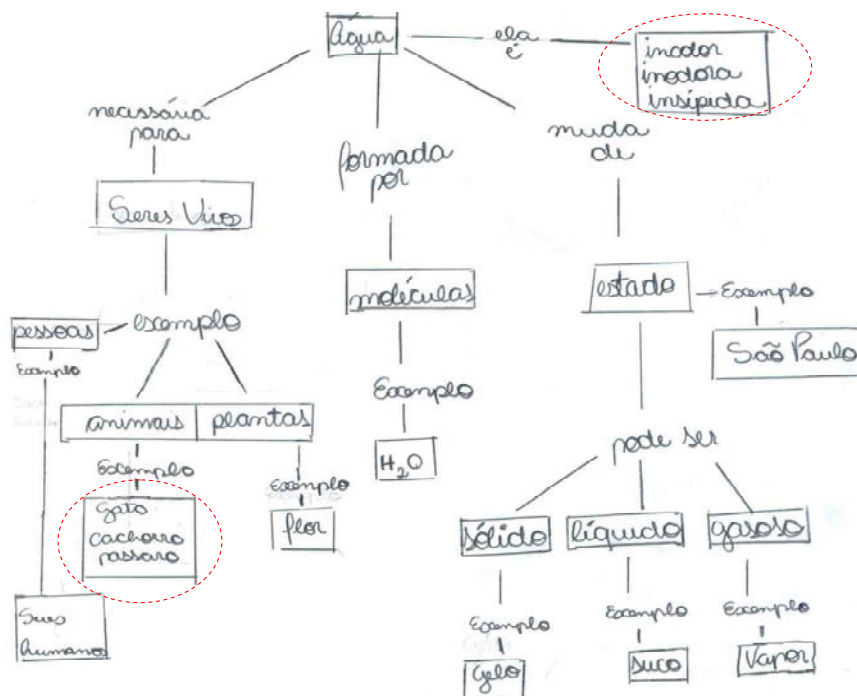 Água
ela
é
inodor
inodora
insípida
necessária
para
formada
por
muda
de
Seres Vivos
moléculas
estado
Exemplo
São Paulo
pessoas
exemplo
Exemplo
animais
plantas
Exemplo
H₂O
pode ser
Exemplo
Exemplo
gato
cachorro
passaro
flor
sólido
líquido
gasoso
Seres
humano
Exemplo
Exemplo
Exemplo
Gelo
suco
Vapor